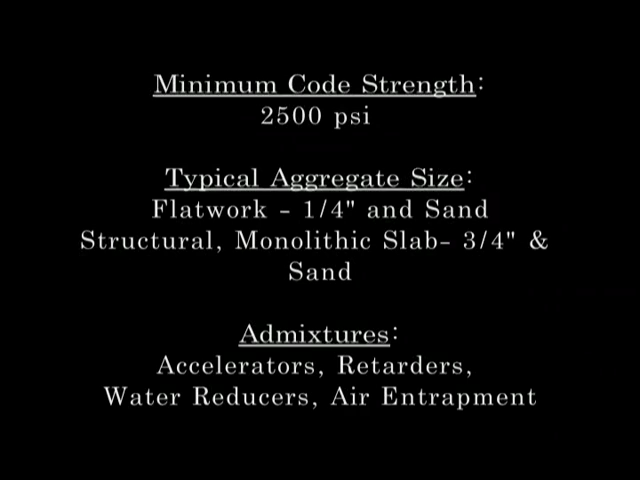 Minimum Code Strength:
2500 psi
Typical Aggregate Size:
Flatwork - 1/4" and Sand
Structural, Monolithic Slab- 3/4" &
Sand
Admixtures:
Accelerators, Retarders,
Water Reducers, Air Entrapment